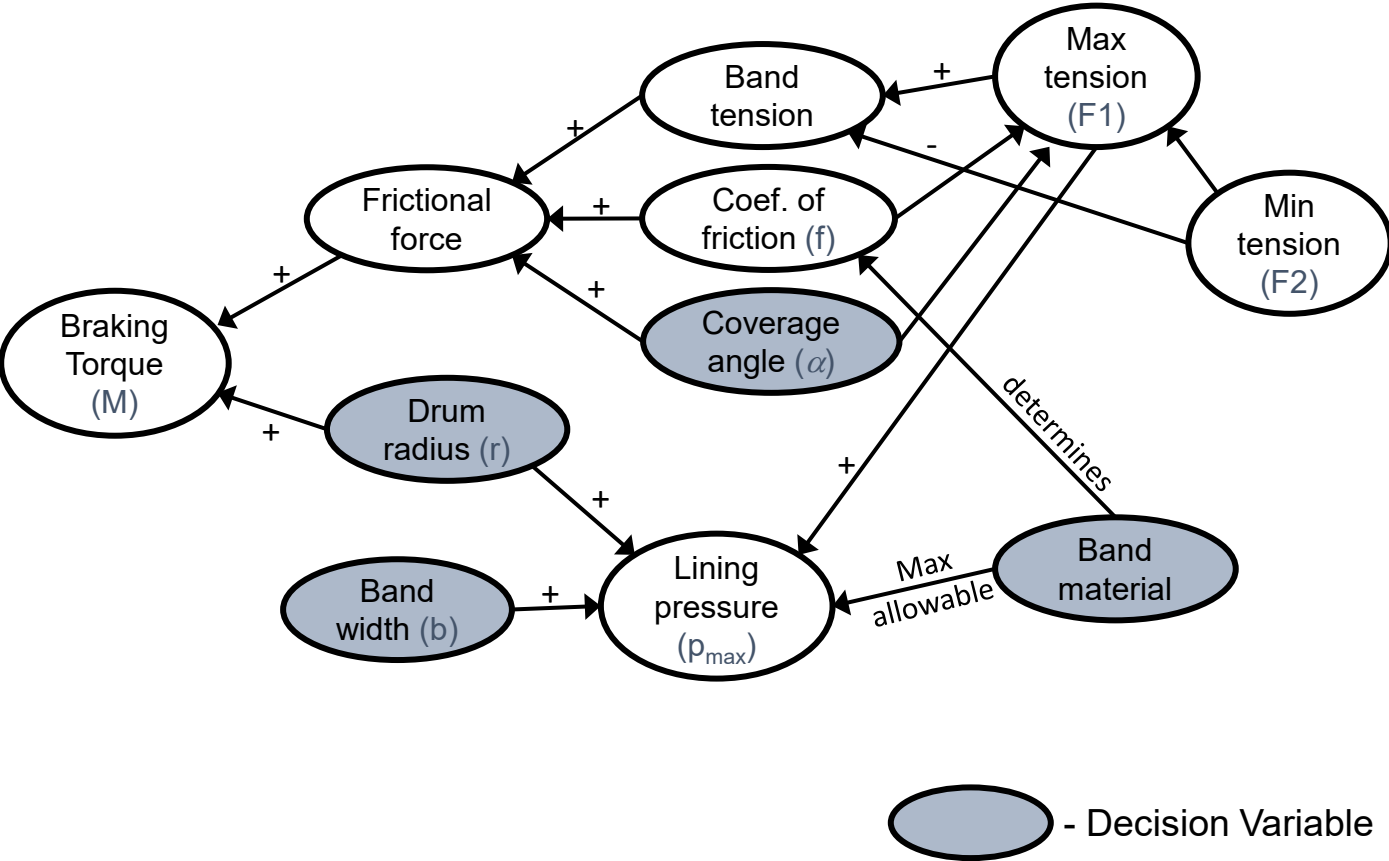 Max
tension
(F1)
+
Band
tension
+
-
Min
tension
(F2)
Frictional
force
+
Coef. of
friction (f)
+
+
Coverage
angle (α)
Braking
Torque
(M)
determines
Drum
radius (r)
+
+
+
Max
allowable
Band
material
Lining
pressure
(pmax)
Band
width (b)
+
- Decision Variable